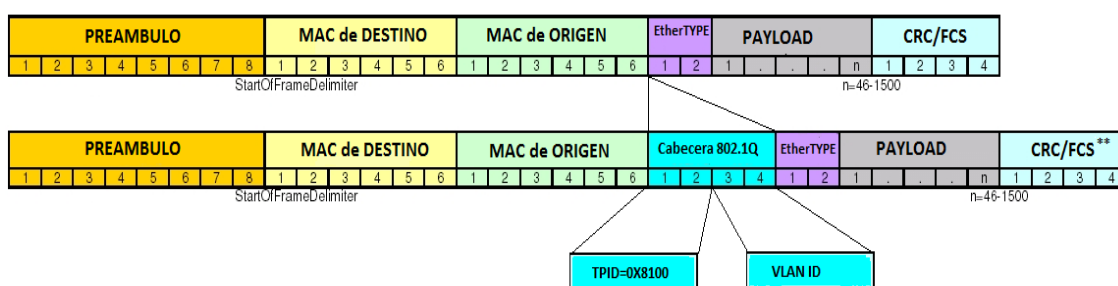 PREAMBULO MAC de DESTINO MAC de ORIGEN EtherTYPE PAYLOAD CRC/FCS
1 2 3 4 5 6 7 8 1 2 3 4 5 6 1 2 3 4 5 6 1 2 1 . . . n 1 2 3 4
StartOfFrameDelimiter n=46-1500
PREAMBULO MAC de DESTINO MAC de ORIGEN Cabecera 802.1Q EtherTYPE PAYLOAD CRC/FCS**
1 2 3 4 5 6 7 8 1 2 3 4 5 6 1 2 3 4 5 6 1 2 3 4 1 2 1 . . . n 1 2 3 4
StartOfFrameDelimiter n=46-1500
TPID=0X8100 VLAN ID